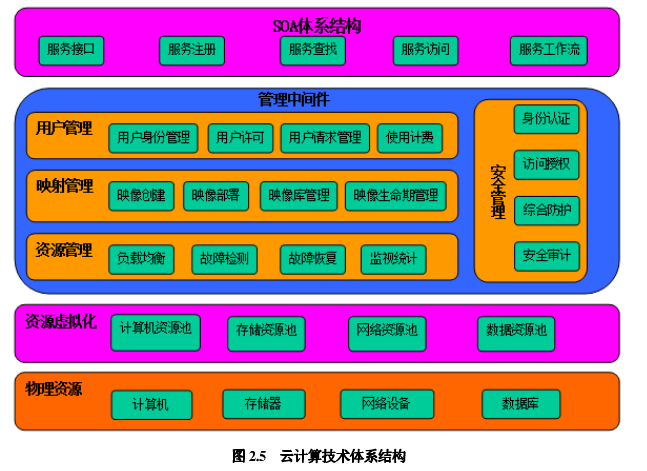 SOA体系结构
服务接口 服务注册 服务查找 服务访问 服务工作流
管理中间件
用户管理
用户身份管理 用户许可 用户请求管理 使用计费
映射管理
映像创建 映像部署 映像库管理 映像生命期管理
资源管理
负载均衡 故障检测 故障恢复 监视统计
安全管理
身份认证
访问授权
综合防护
安全审计
资源虚拟化
计算机资源池 存储资源池 网络资源池 数据资源池
物理资源
计算机 存储器 网络设备 数据库
图 2.5 云计算技术体系结构